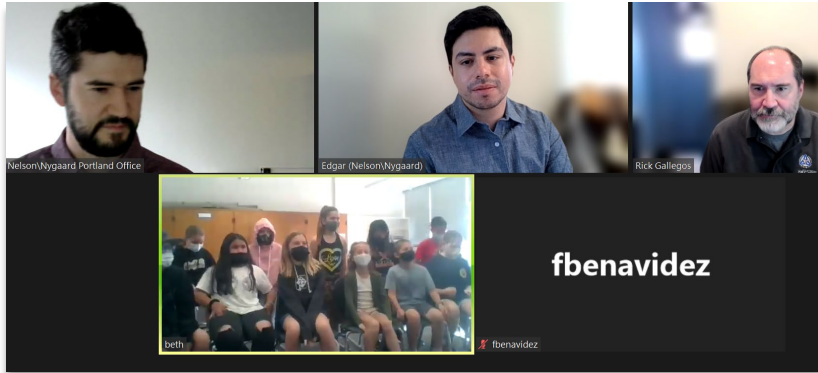 Nelson\Nygaard Portland Office
Edgar (Nelson\Nygaard)
Rick Gallegos
beth
fbenavidez
fbenavidez